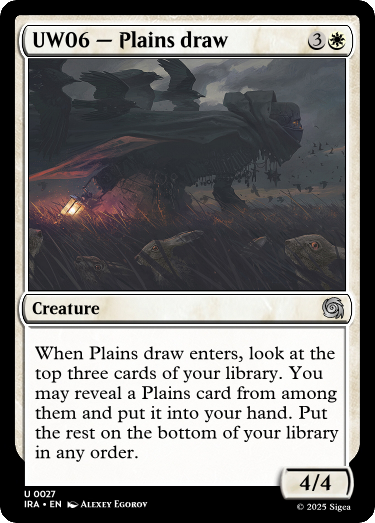 UW06 — Plains draw
3
Creature
When Plains draw enters, look at the
top three cards of your library. You
may reveal a Plains card from among
them and put it into your hand. Put
the rest on the bottom of your library
in any order.
4/4
U 0027
IRA • EN Alexey Egorov
© 2025 Sigea